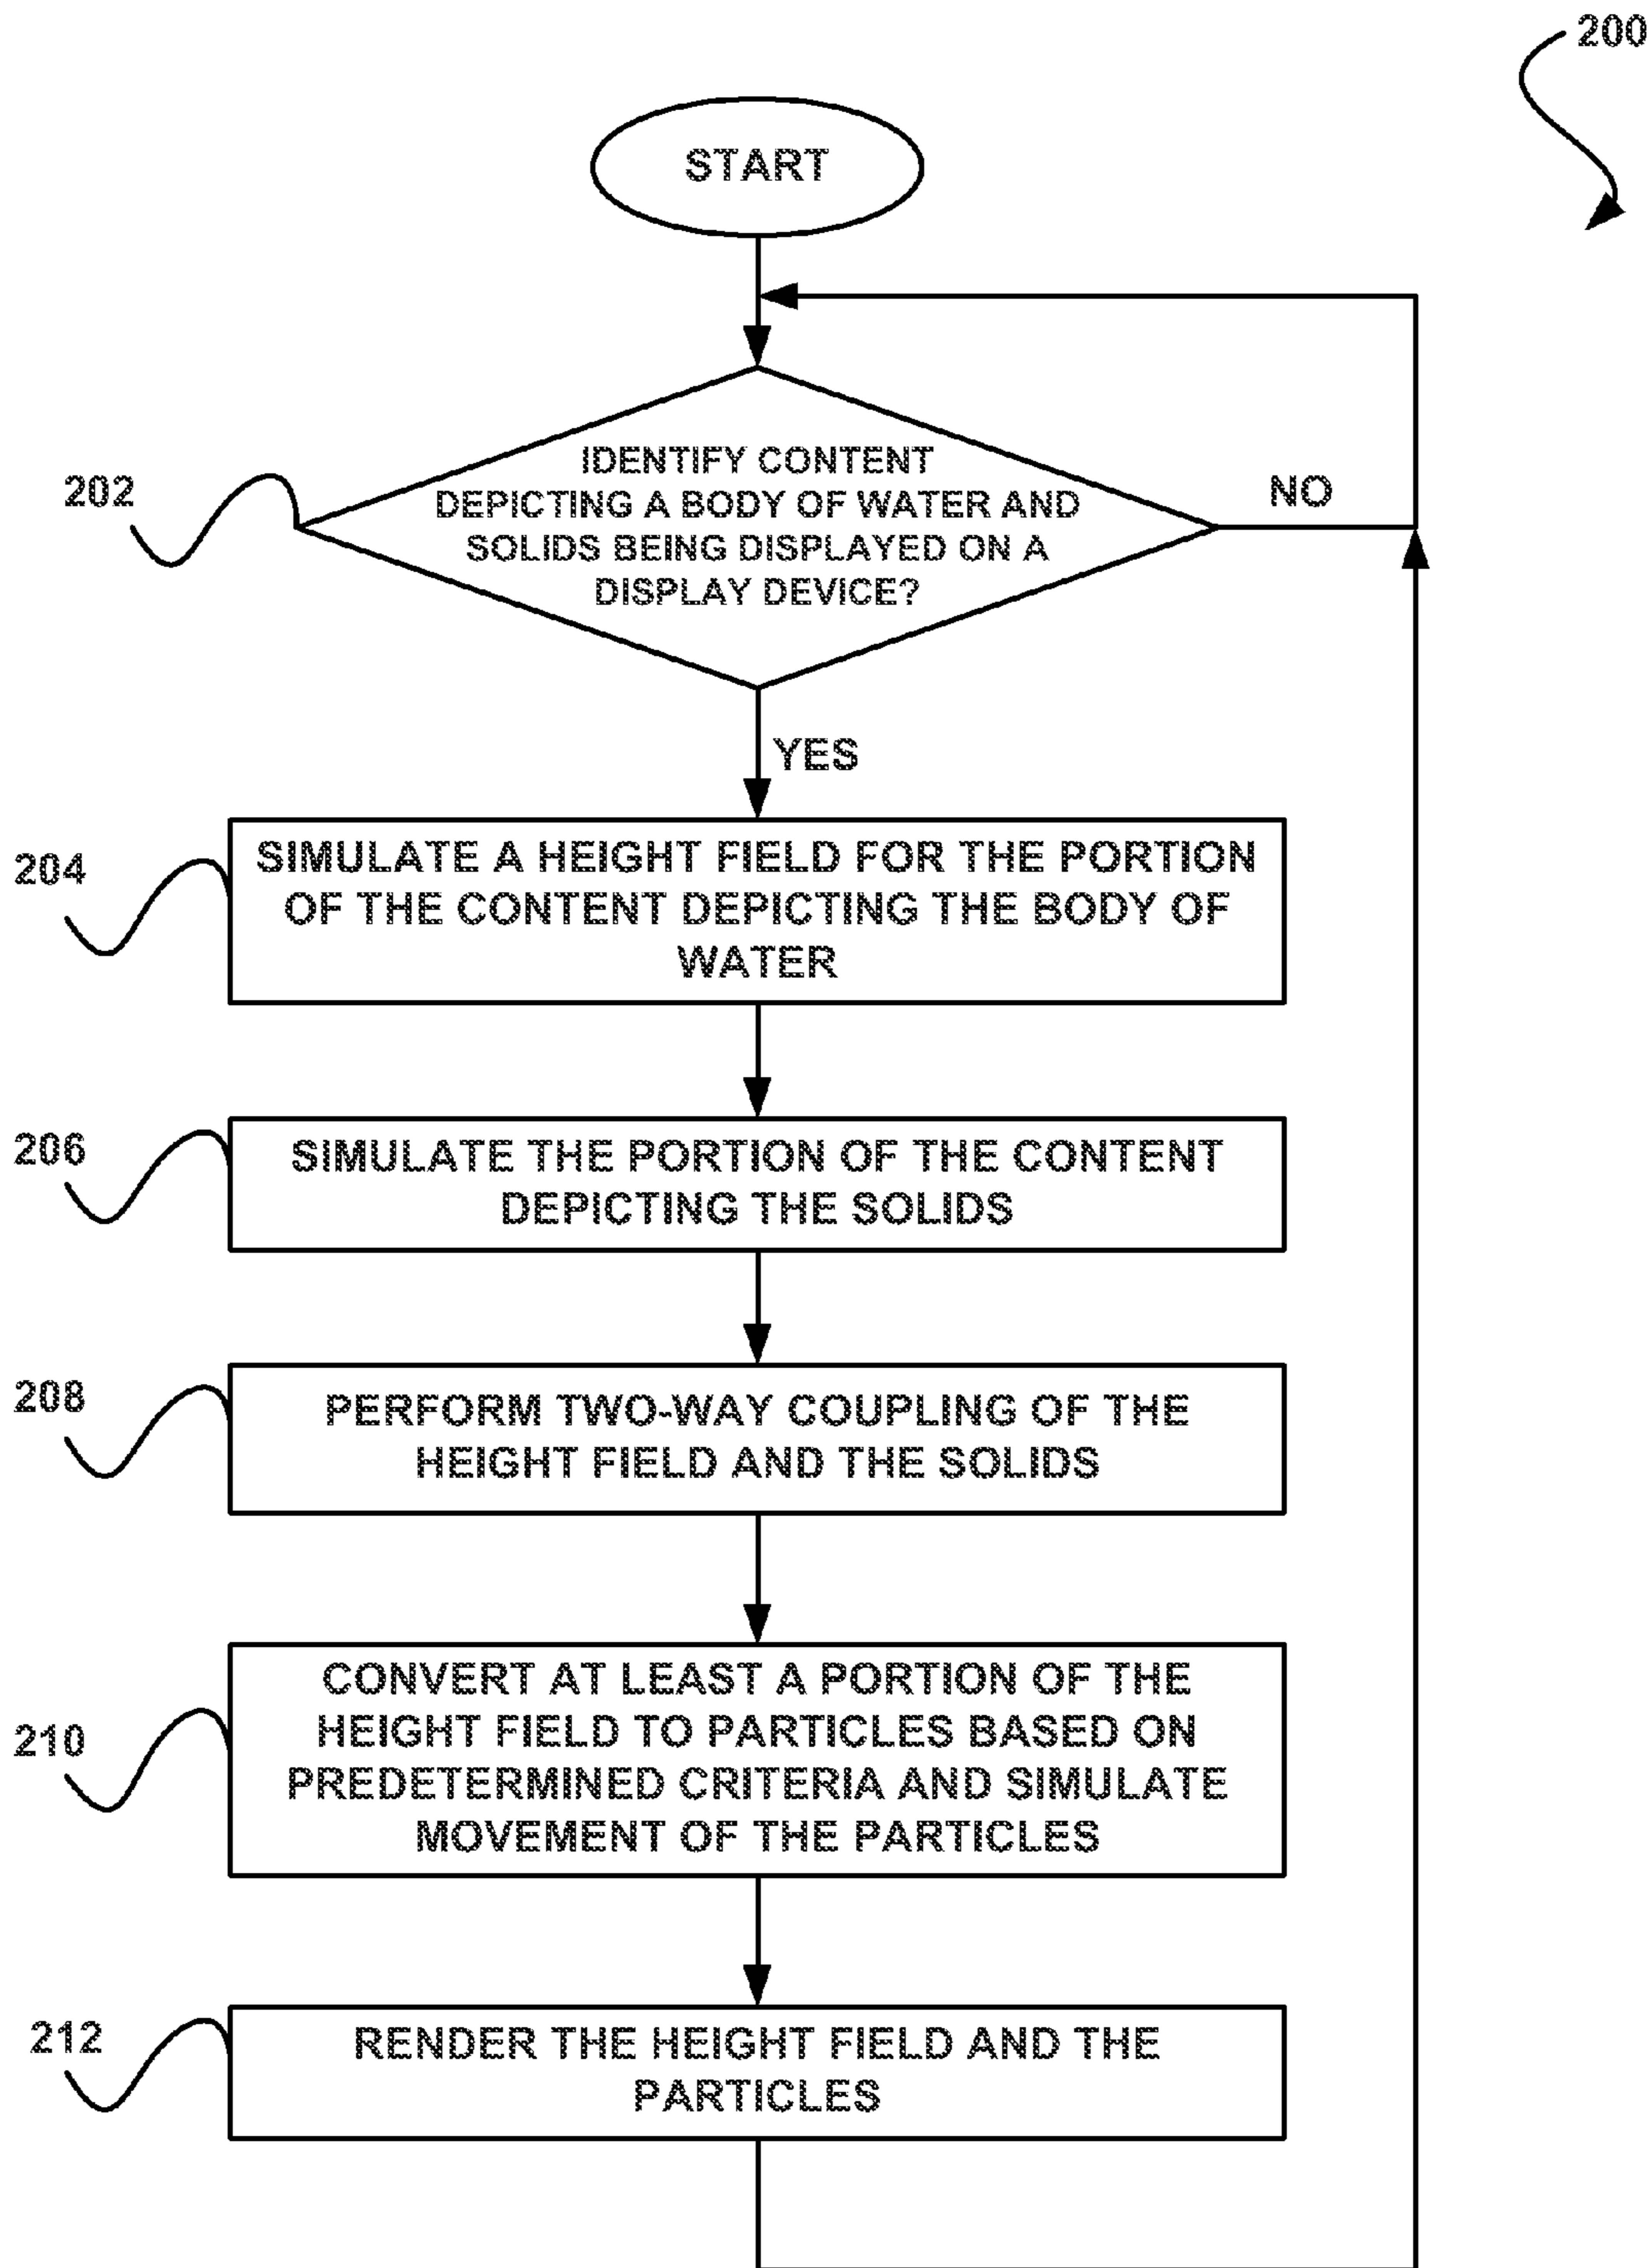 200
START
202
IDENTIFY CONTENT
DEPICTING A BODY OF WATER AND
SOLIDS BEING DISPLAYED ON A
DISPLAY DEVICE?
NO
YES
204
SIMULATE A HEIGHT FIELD FOR THE PORTION
OF THE CONTENT DEPICTING THE BODY OF
WATER
206
SIMULATE THE PORTION OF THE CONTENT
DEPICTING THE SOLIDS
208
PERFORM TWO-WAY COUPLING OF THE
HEIGHT FIELD AND THE SOLIDS
210
CONVERT AT LEAST A PORTION OF THE
HEIGHT FIELD TO PARTICLES BASED ON
PREDETERMINED CRITERIA AND SIMULATE
MOVEMENT OF THE PARTICLES
212
RENDER THE HEIGHT FIELD AND THE
PARTICLES